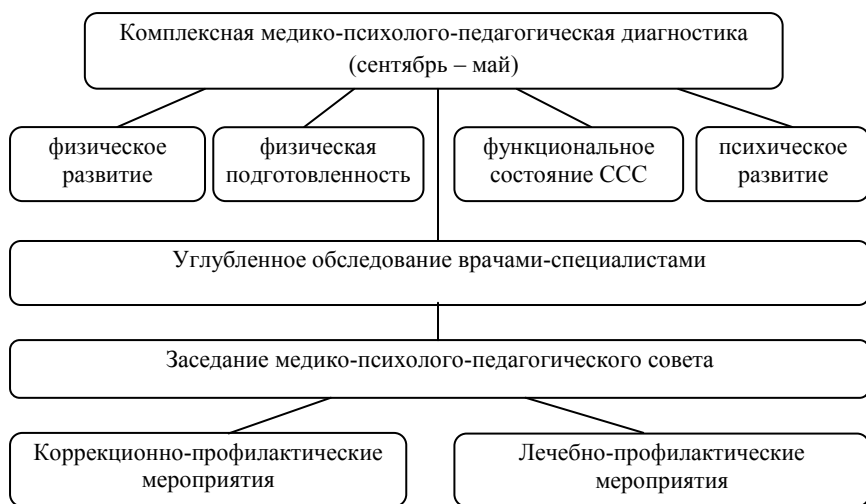 Комплексная медико-психолого-педагогическая диагностика
(сентябрь – май)
физическое
развитие
физическая
подготовленность
функциональное
состояние ССС
психическое
развитие
Углубленное обследование врачами-специалистами
Заседание медико-психолого-педагогического совета
Коррекционно-профилактические
мероприятия
Лечебно-профилактические
мероприятия